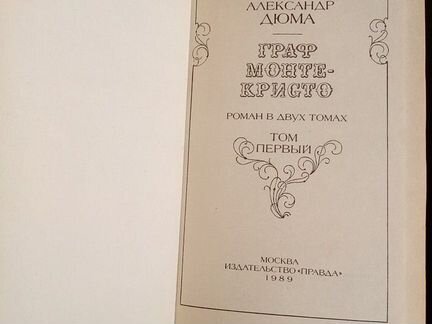 АЛЕКСАНДР
ДЮМА
ГРАФ
МОНТЕ-
КРИСТО
РОМАН В ДВУХ ТОМАХ
ТОМ
ПЕРВЫЙ
МОСКВА
ИЗДАТЕЛЬСТВО «ПРАВДА»
1989